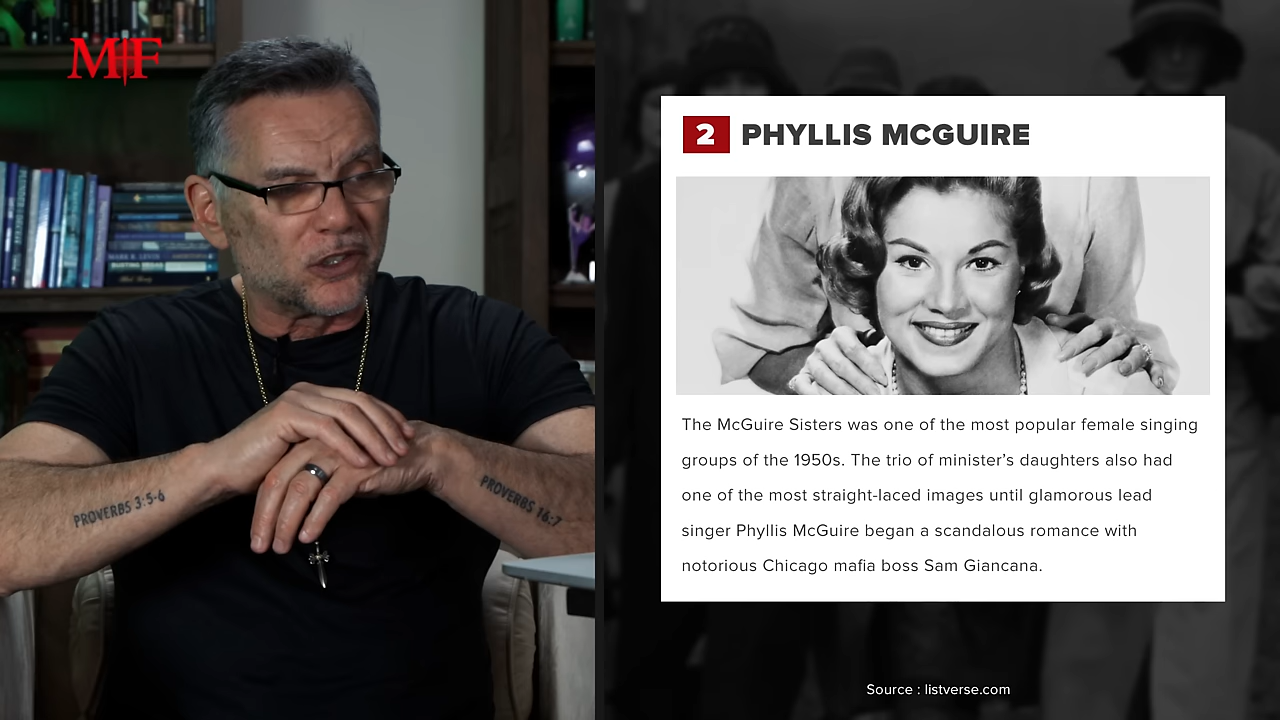 MF
MARK R. LEVIN
PROVERBS 3:5-6
PROVERBS 16:7
2 PHYLLIS MCGUIRE
The McGuire Sisters was one of the most popular female singing
groups of the 1950s. The trio of minister’s daughters also had
one of the most straight-laced images until glamorous lead
singer Phyllis McGuire began a scandalous romance with
notorious Chicago mafia boss Sam Giancana.
Source : listverse.com